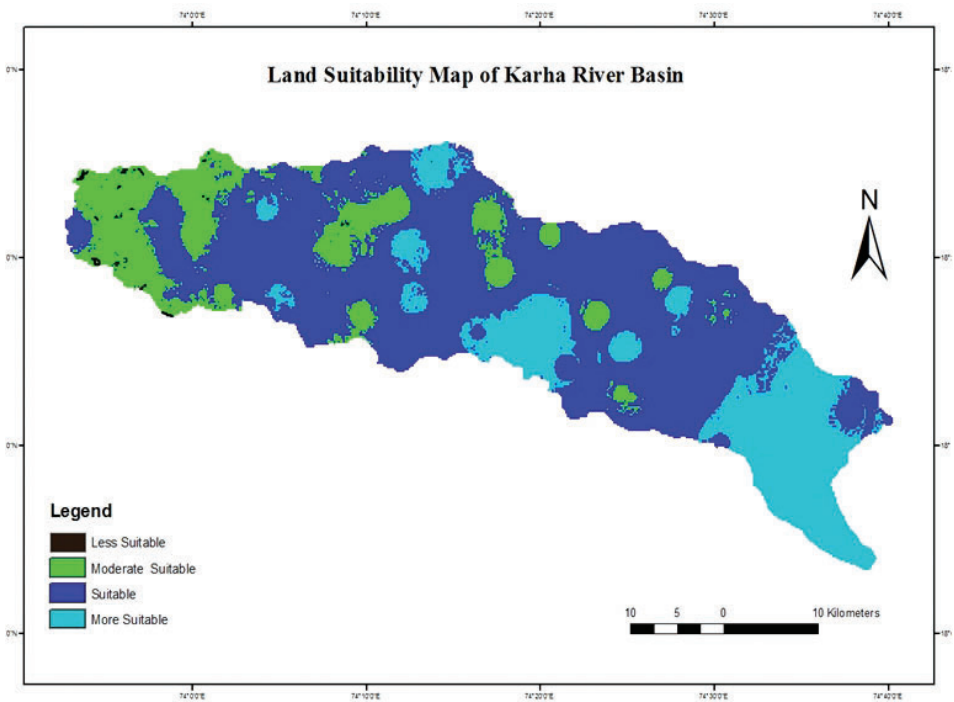 74°0'0"E 74°10'0"E 74°20'0"E 74°30'0"E 74°40'0"E
Land Suitability Map of Karha River Basin
N
Legend
Less Suitable
Moderate Suitable
Suitable
More Suitable
10 5 0 10 Kilometers
74°0'0"E 74°10'0"E 74°20'0"E 74°30'0"E 74°40'0"E